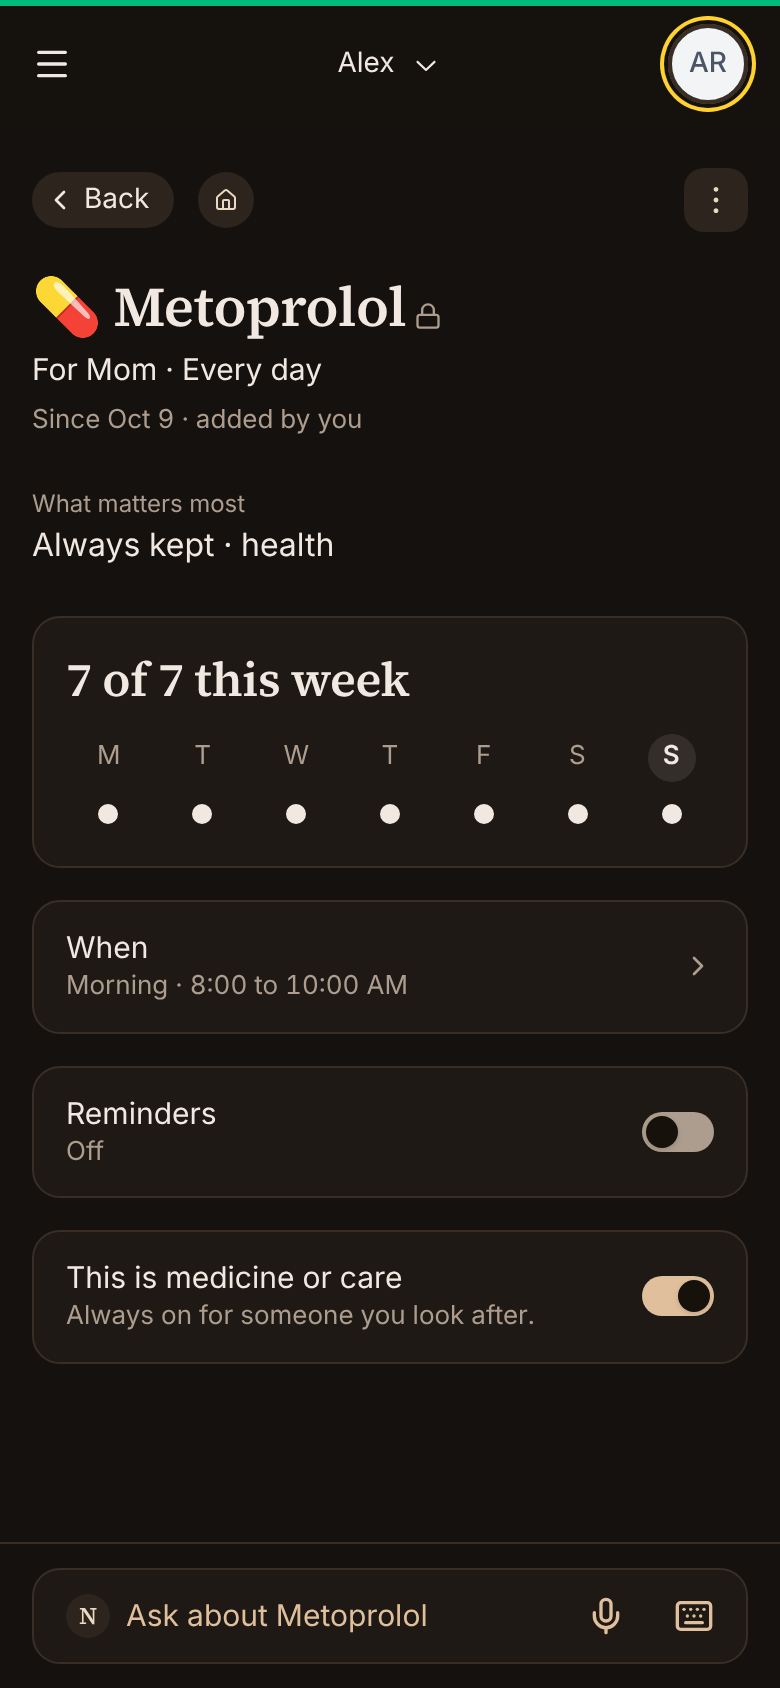 Alex
AR
Back
Metoprolol
For Mom · Every day
Since Oct 9 · added by you
What matters most
Always kept · health
7 of 7 this week
M T W T F S S
When
Morning · 8:00 to 10:00 AM
Reminders
Off
This is medicine or care
Always on for someone you look after.
N Ask about Metoprolol